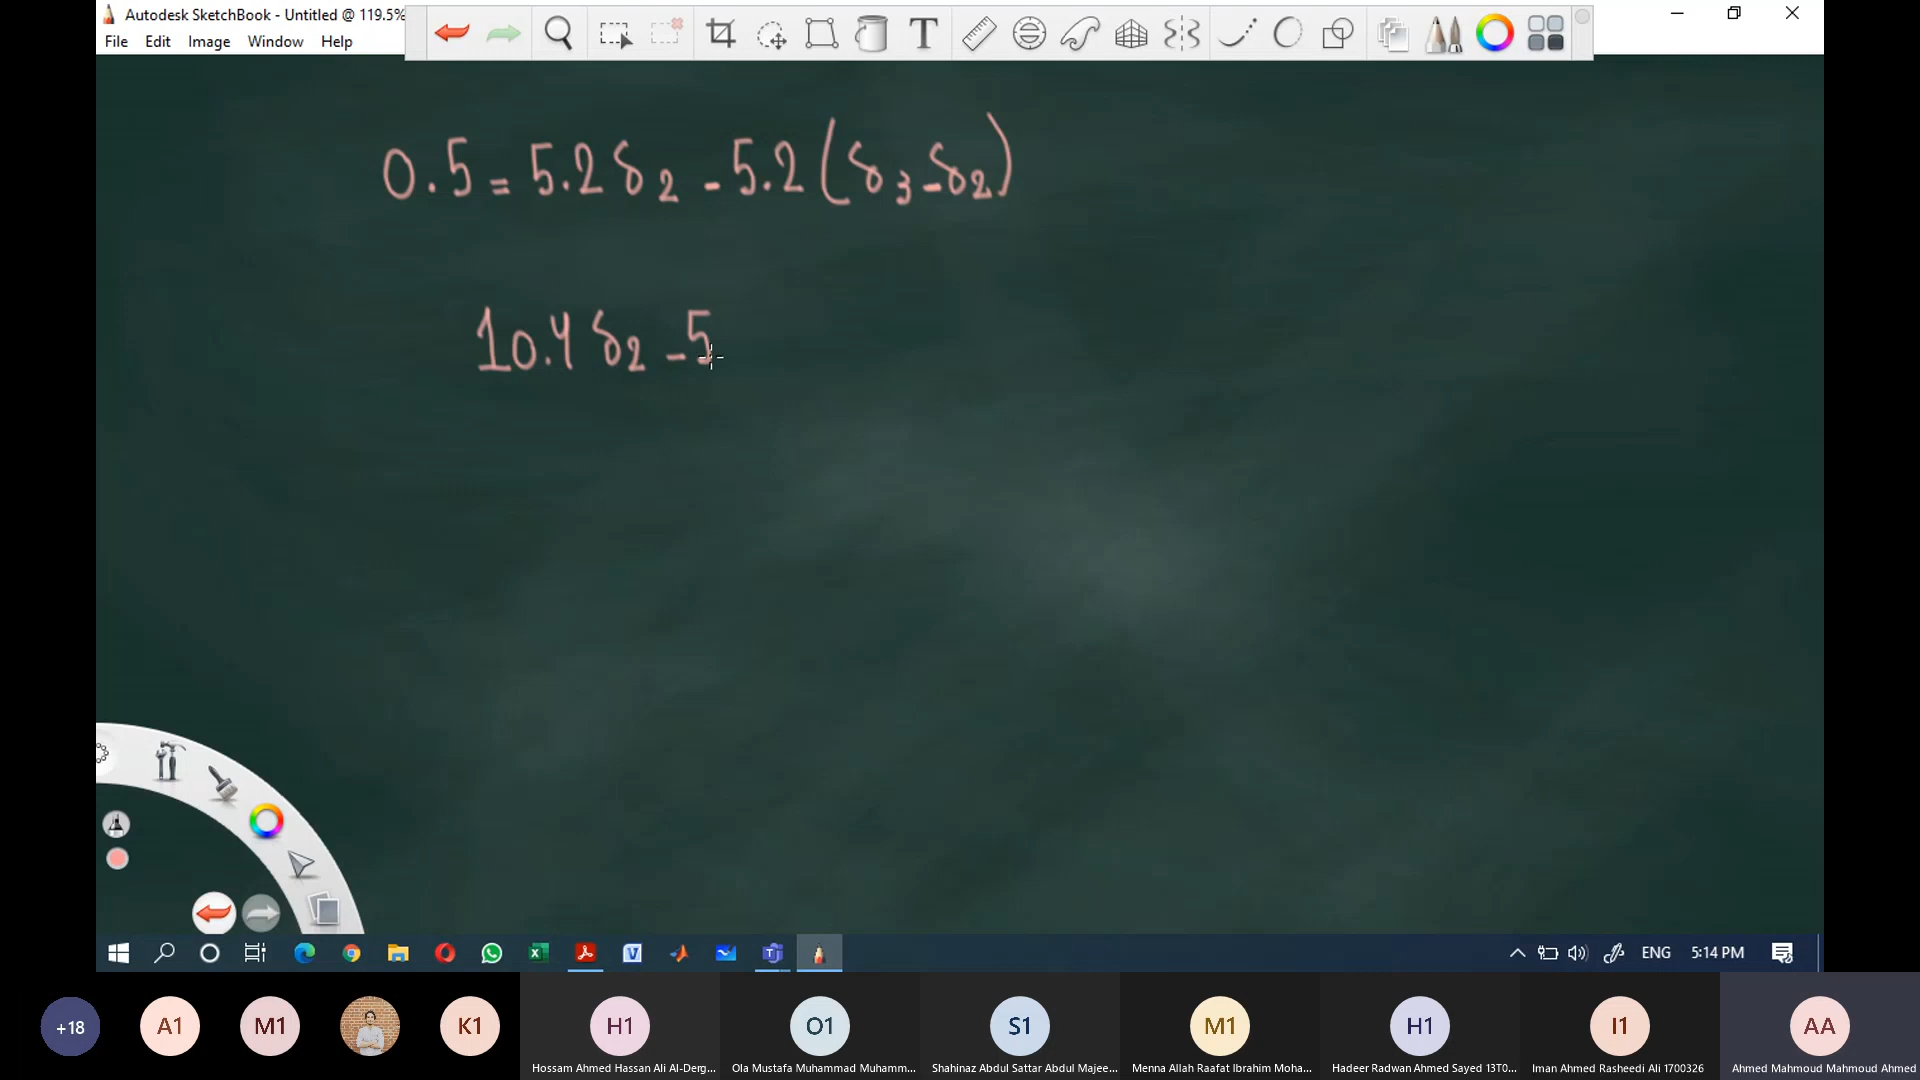 Autodesk SketchBook - Untitled @ 119.5%
File Edit Image Window Help
T
0.5 = 5.2 δ2 - 5.2 (δ3 - δ2)
10.4 δ2 - 5
ENG 5:14 PM
+18 A1 M1 K1 H1 O1 S1 M1 H1 I1 AA
Hossam Ahmed Hassan Ali Al-Derg... Ola Mustafa Muhammad Muhamm... Shahinaz Abdul Sattar Abdul Majee... Menna Allah Raafat Ibrahim Moha... Hadeer Radwan Ahmed Sayed 13T0... Iman Ahmed Rasheedi Ali 1700326 Ahmed Mahmoud Mahmoud Ahmed